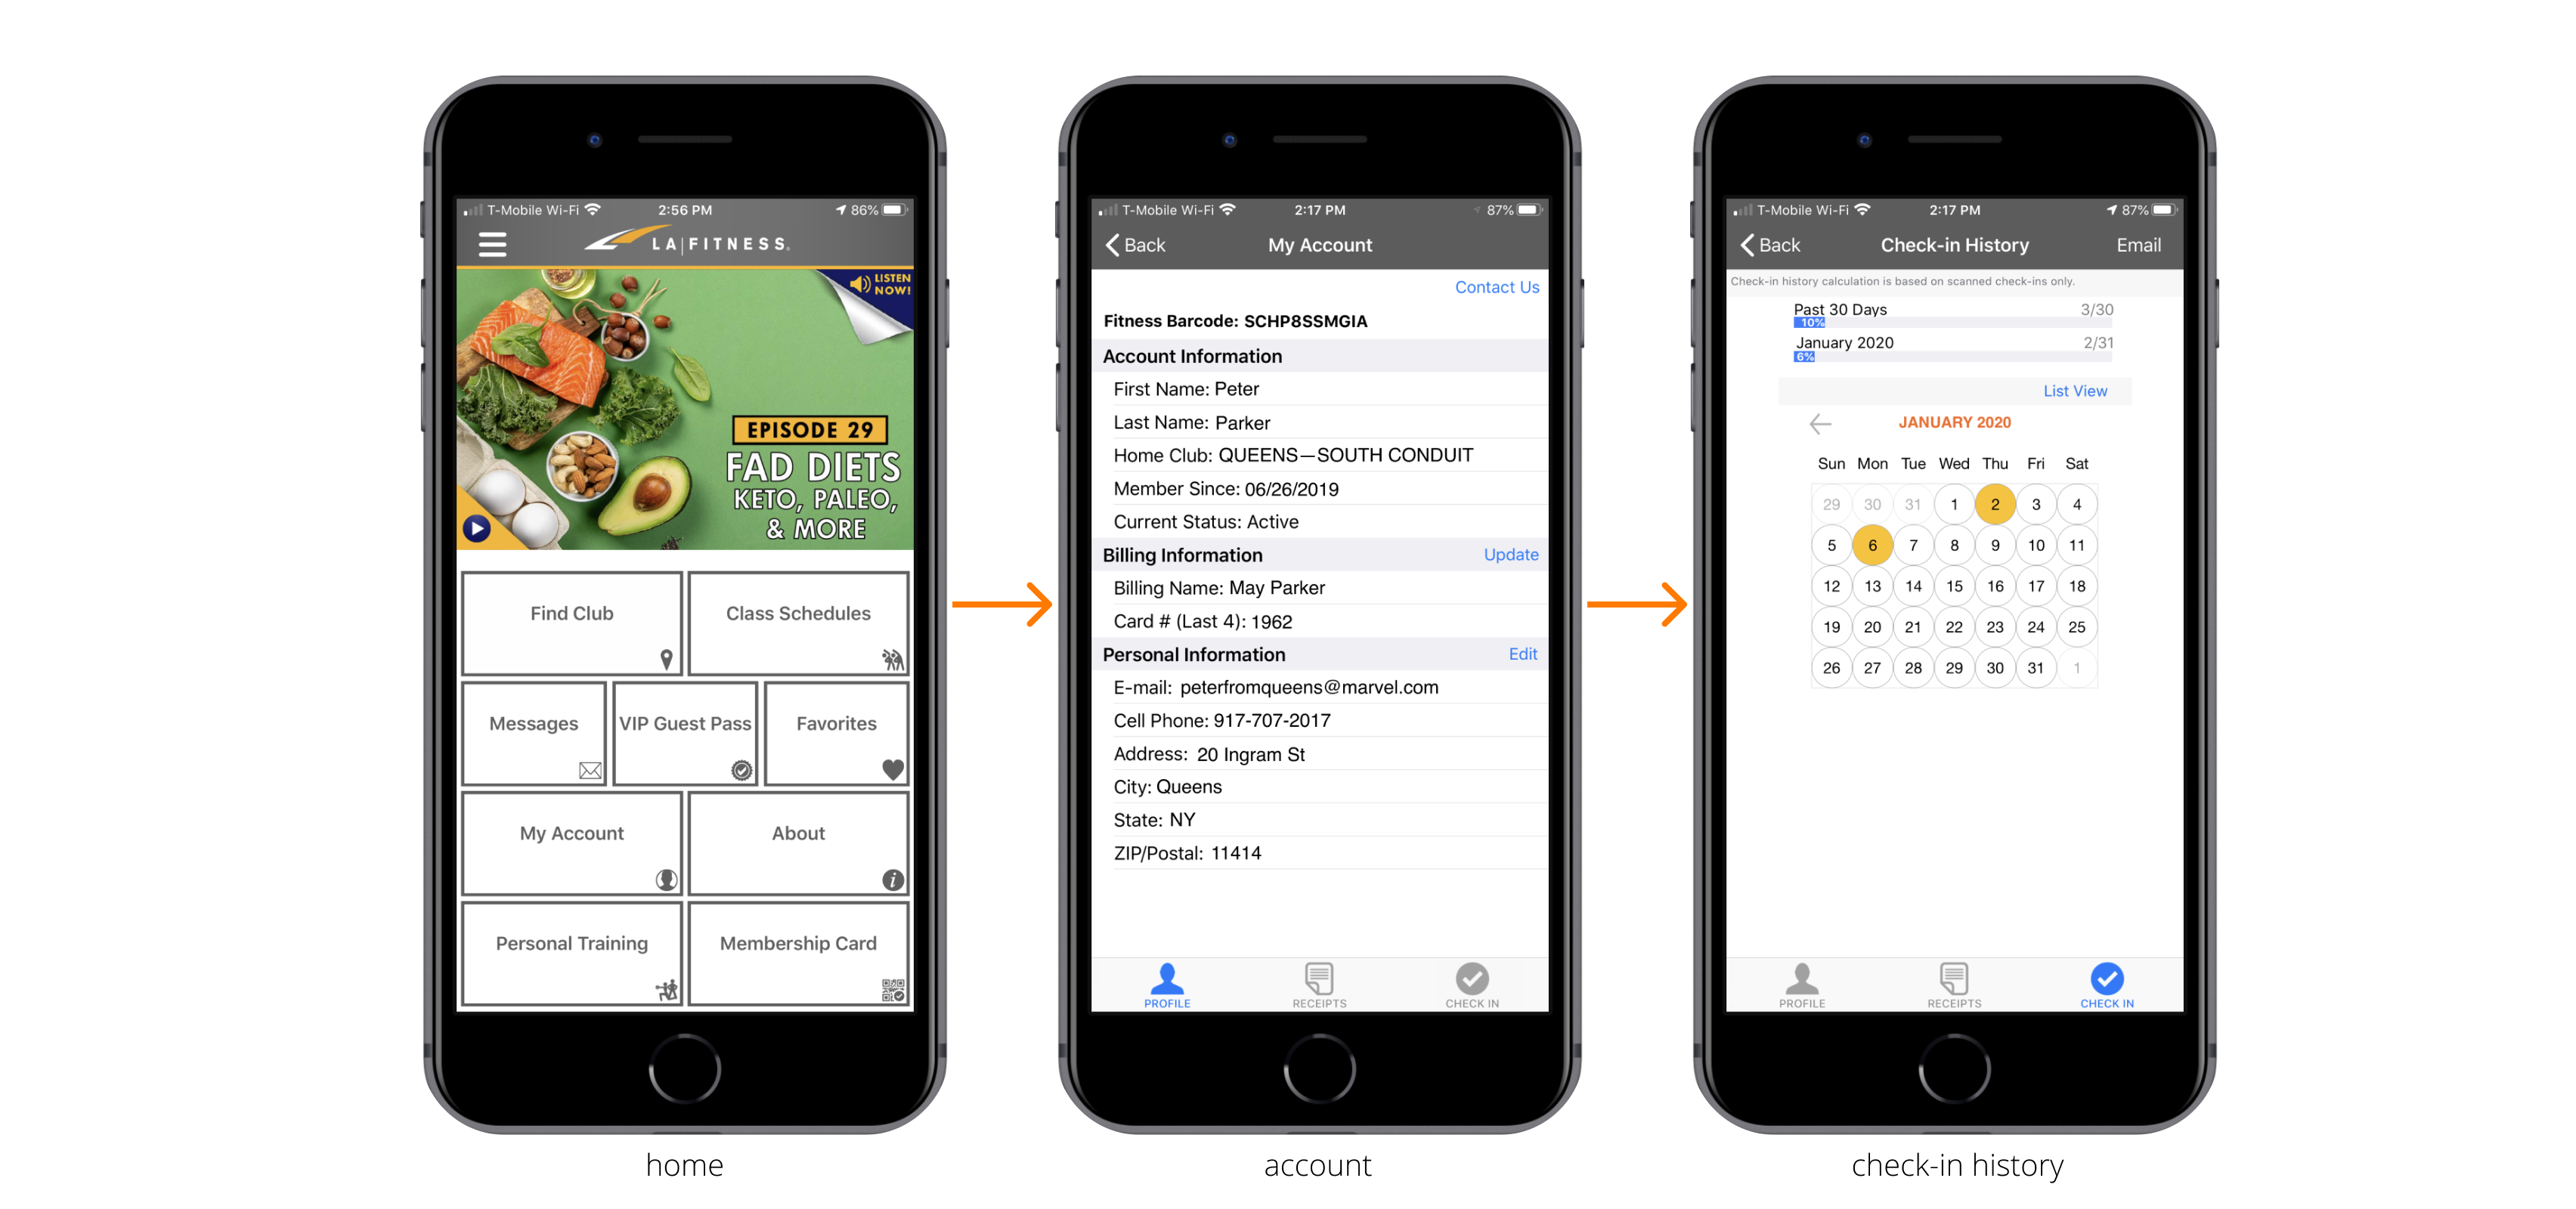 T-Mobile Wi-Fi 2:56 PM 86%
LA|FITNESS.
LISTEN
NOW!
EPISODE 29
FAD DIETS
KETO, PALEO,
& MORE
Find Club Class Schedules
Messages VIP Guest Pass Favorites
My Account About
Personal Training Membership Card
home
T-Mobile Wi-Fi 2:17 PM 87%
Back My Account
Contact Us
Fitness Barcode: SCHP8SSMGIA
Account Information
First Name: Peter
Last Name: Parker
Home Club: QUEENS—SOUTH CONDUIT
Member Since: 06/26/2019
Current Status: Active
Billing Information Update
Billing Name: May Parker
Card # (Last 4): 1962
Personal Information Edit
E-mail: peterfromqueens@marvel.com
Cell Phone: 917-707-2017
Address: 20 Ingram St
City: Queens
State: NY
ZIP/Postal: 11414
PROFILE RECEIPTS CHECK IN
account
T-Mobile Wi-Fi 2:17 PM 87%
Back Check-in History Email
Check-in history calculation is based on scanned check-ins only.
Past 30 Days 3/30
10%
January 2020 2/31
6%
List View
JANUARY 2020
Sun Mon Tue Wed Thu Fri Sat
29 30 31 1 2 3 4
5 6 7 8 9 10 11
12 13 14 15 16 17 18
19 20 21 22 23 24 25
26 27 28 29 30 31 1
PROFILE RECEIPTS CHECK IN
check-in history